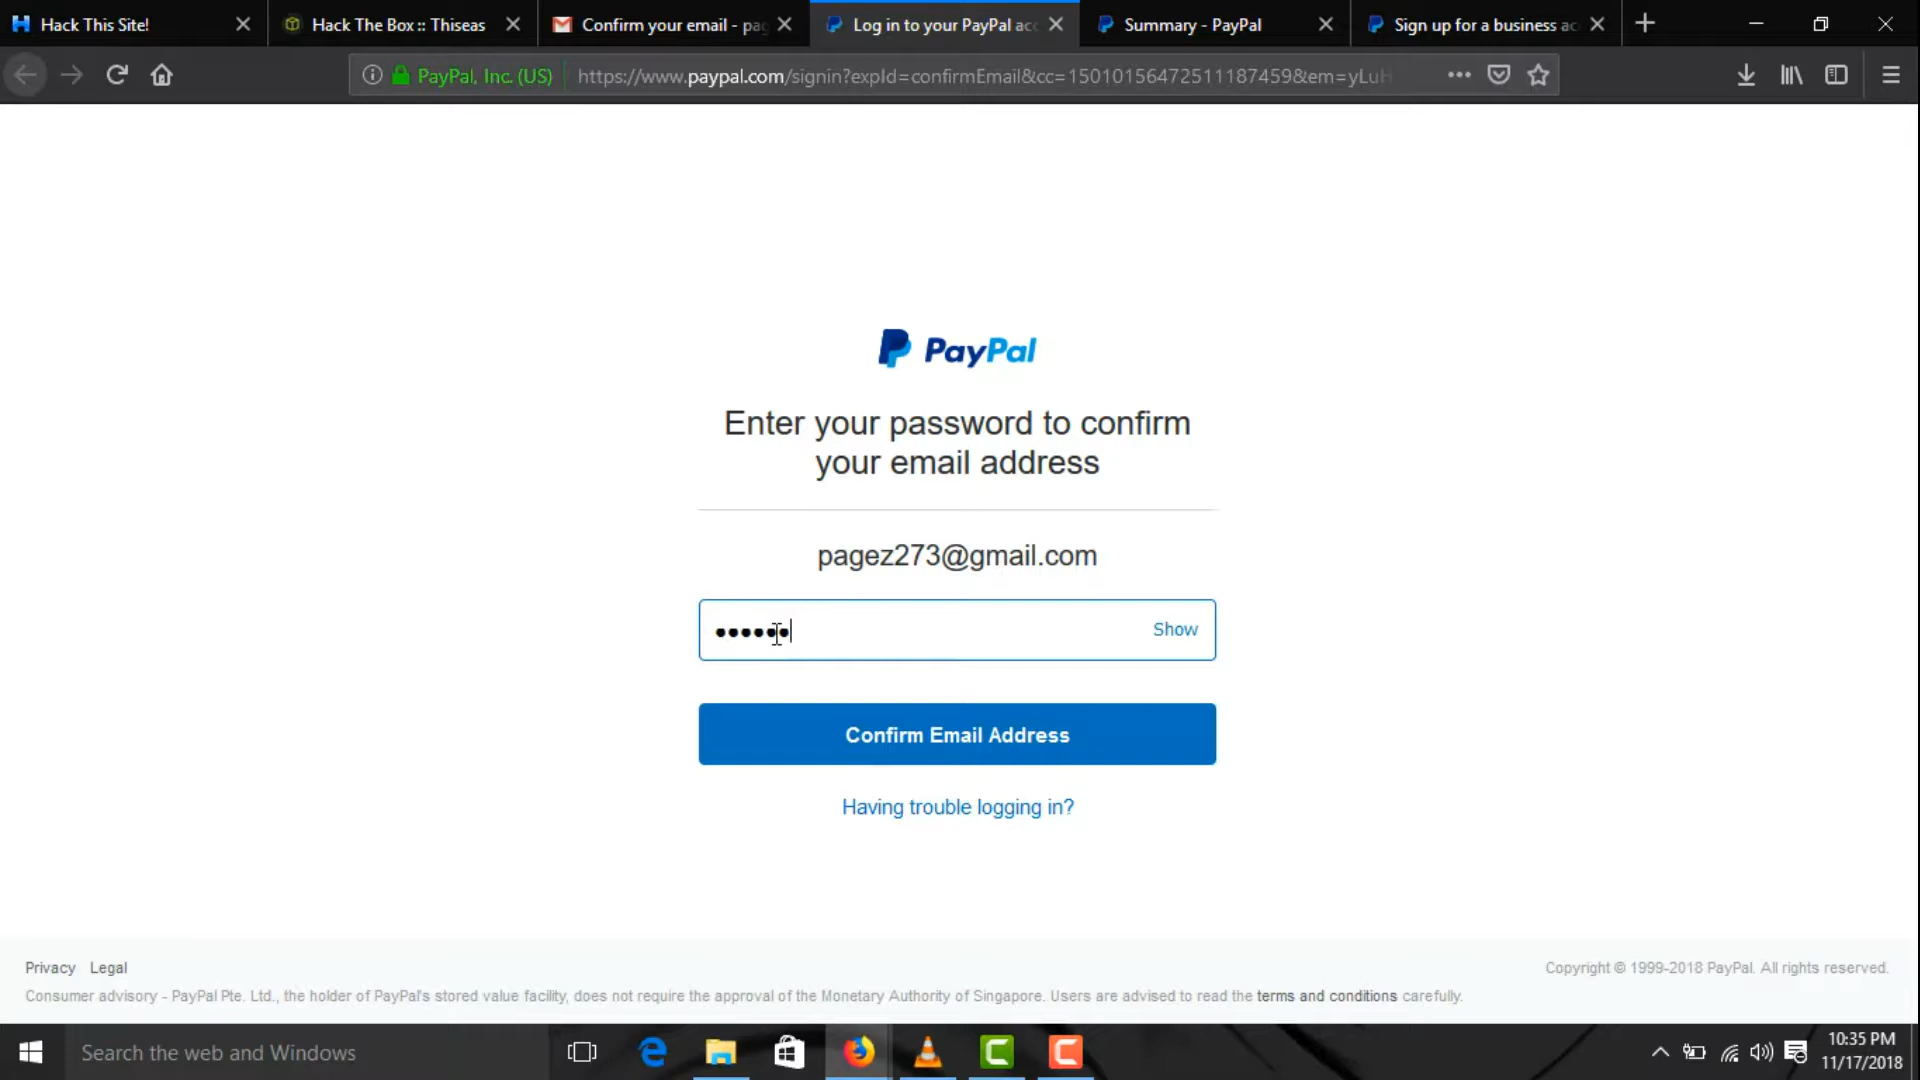 Hack This Site!
Hack The Box :: Thiseas
Confirm your email - pag
Log in to your PayPal acc
Summary - PayPal
Sign up for a business ac
PayPal, Inc. (US)
https://www.paypal.com/signin?expId=confirmEmail&cc=15010156472511187459&em=yLuH
PayPal
Enter your password to confirm
your email address
pagez273@gmail.com
Show
Confirm Email Address
Having trouble logging in?
Privacy Legal
Copyright © 1999-2018 PayPal. All rights reserved.
Consumer advisory - PayPal Pte. Ltd., the holder of PayPal's stored value facility, does not require the approval of the Monetary Authority of Singapore. Users are advised to read the terms and conditions carefully.
Search the web and Windows
10:35 PM
11/17/2018